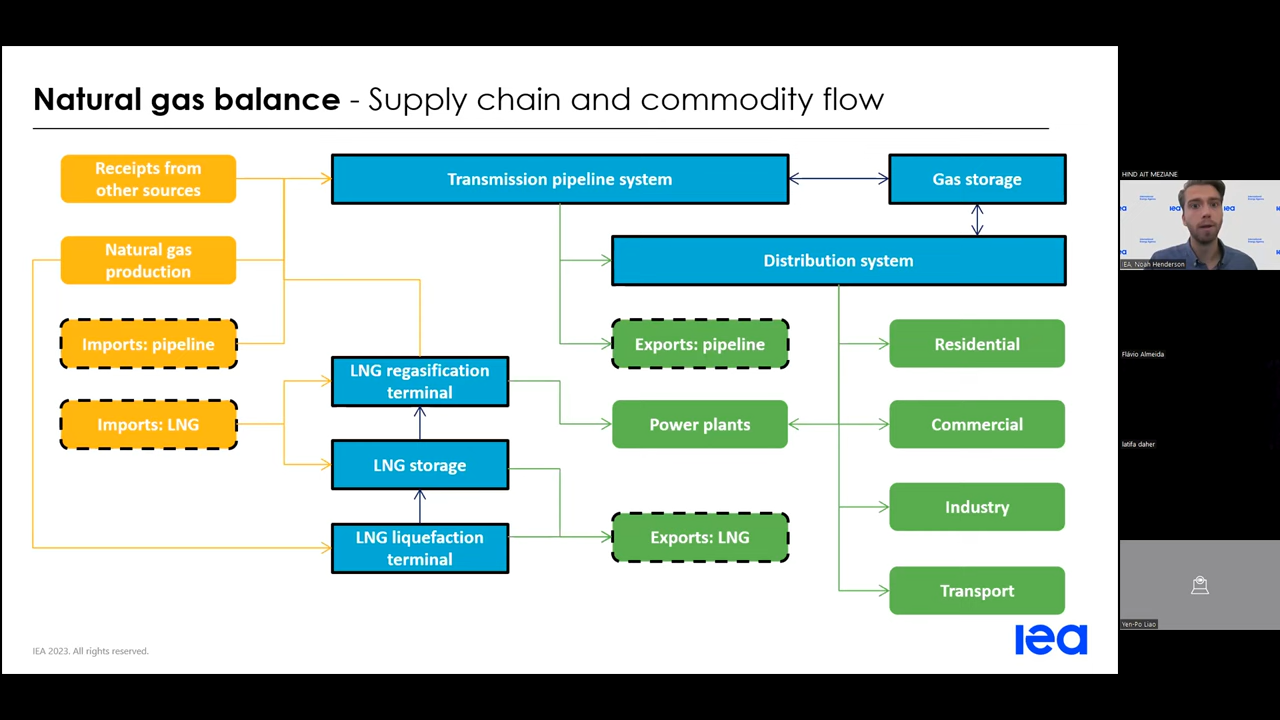 Natural gas balance - Supply chain and commodity flow
Receipts from
other sources
Transmission pipeline system
Gas storage
Natural gas
production
Distribution system
Imports: pipeline
Exports: pipeline
Residential
LNG regasification
terminal
Imports: LNG
Power plants
Commercial
LNG storage
Industry
LNG liquefaction
terminal
Exports: LNG
Transport
IEA 2023. All rights reserved.
iea
HIND AIT MEZIANE
iea
IEA, Noah Henderson
Flávio Almeida
latifa daher
Yen-Po Liao